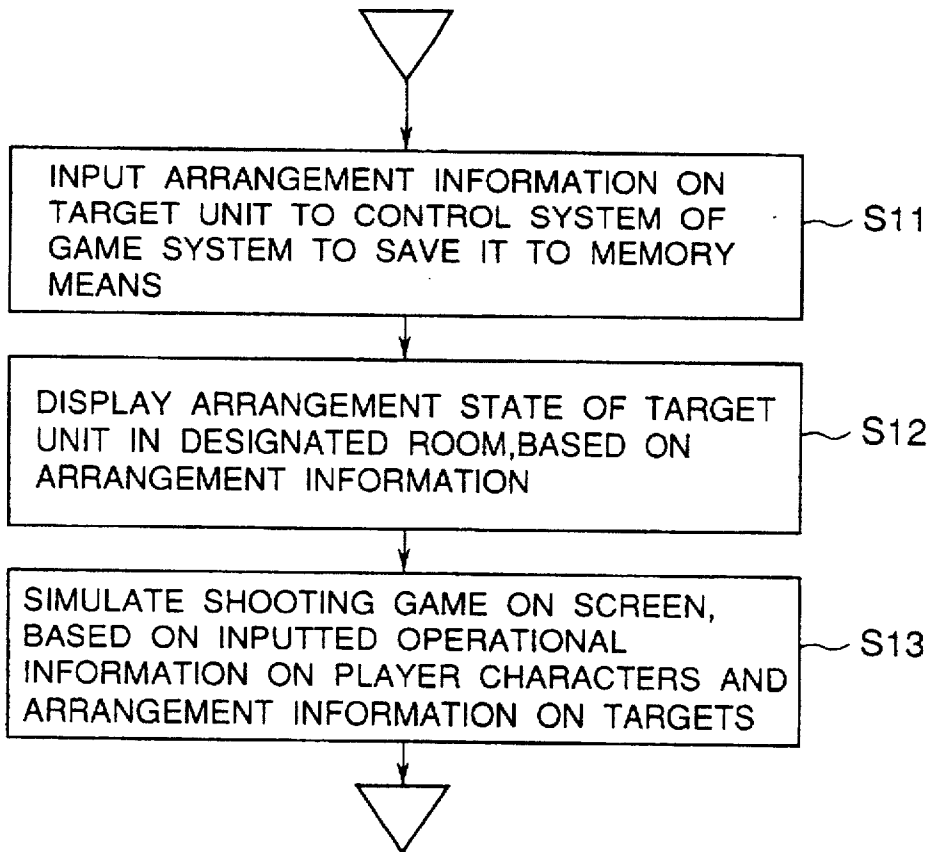 INPUT ARRANGEMENT INFORMATION ON
TARGET UNIT TO CONTROL SYSTEM OF
GAME SYSTEM TO SAVE IT TO MEMORY
MEANS
S11
DISPLAY ARRANGEMENT STATE OF TARGET
UNIT IN DESIGNATED ROOM,BASED ON
ARRANGEMENT INFORMATION
S12
SIMULATE SHOOTING GAME ON SCREEN,
BASED ON INPUTTED OPERATIONAL
INFORMATION ON PLAYER CHARACTERS AND
ARRANGEMENT INFORMATION ON TARGETS
S13